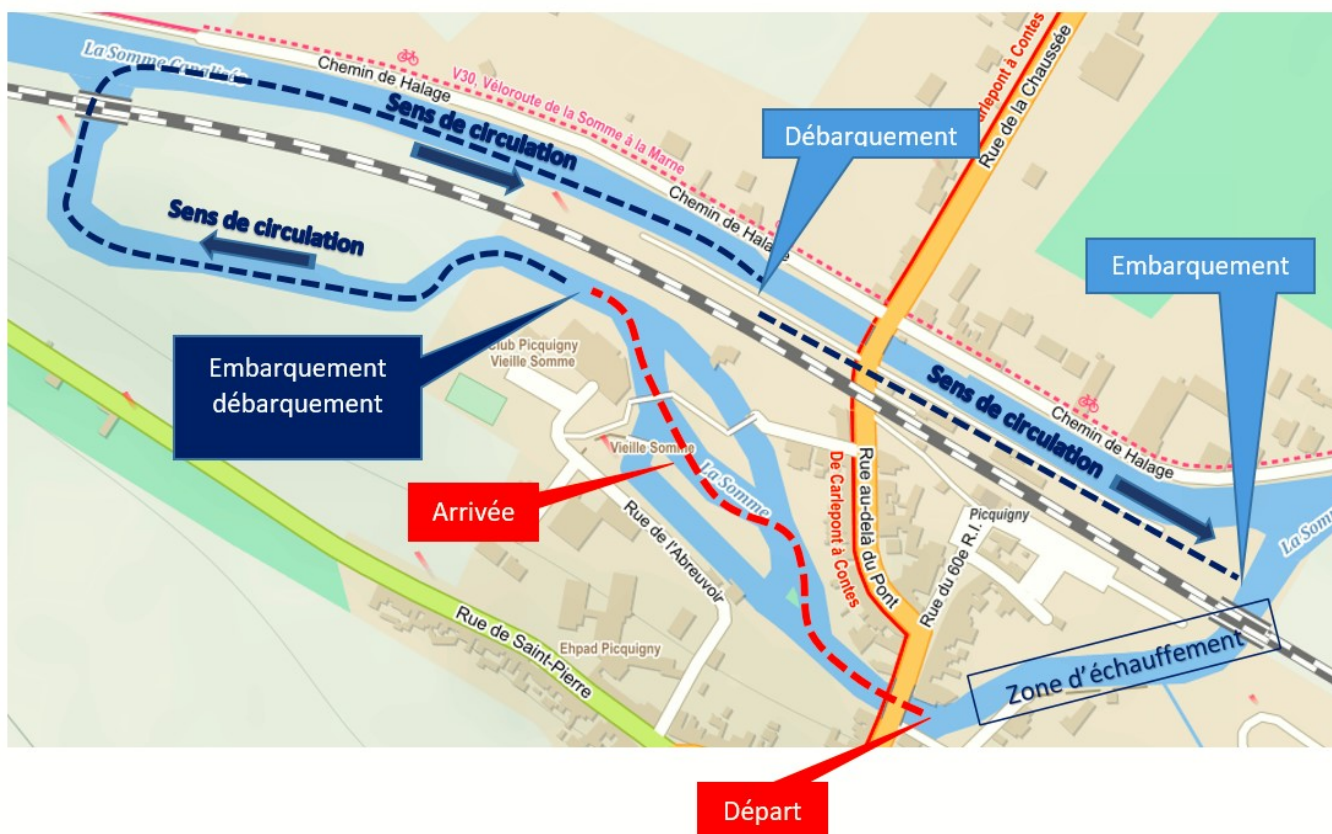 La Somme Canalisée
Chemin de Halage
V30, Véloroute de la Somme à la Marne
Sens de circulation
Débarquement
Carlepont à Contes
Rue de la Chaussée
Chemin de Halage
Sens de circulation
Embarquement
Embarquement
débarquement
Club Picquigny
Vieille Somme
Sens de circulation
Chemin de Halage
Vieille Somme
La Somme
Arrivée
De Carlepont à Contes
Rue au-delà du Pont
Picquigny
Rue du 60e R.I.
La Somme
Rue de l'Abreuvoir
Rue de Saint-Pierre
Ehpad Picquigny
Zone d'échauffement
Départ